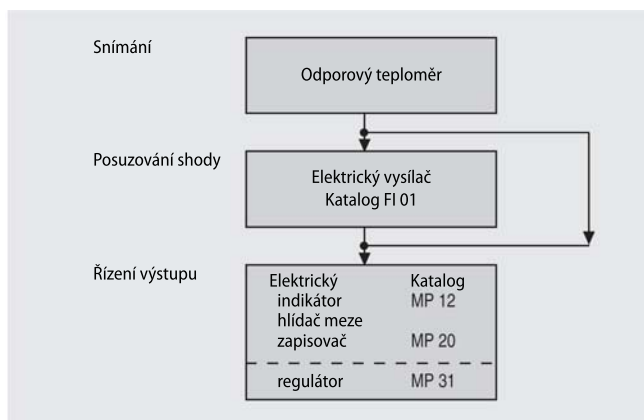 Snímání
Odporový teploměr
Posuzování shody
Elektrický vysílač
Katalog FI 01
Řízení výstupu
Elektrický Katalog
indikátor MP 12
hlídač meze
zapisovač MP 20
regulátor MP 31